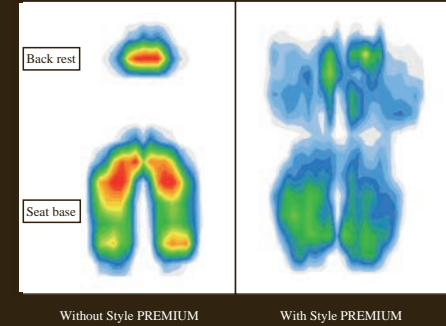 Back rest
Seat base
Without Style PREMIUM
With Style PREMIUM